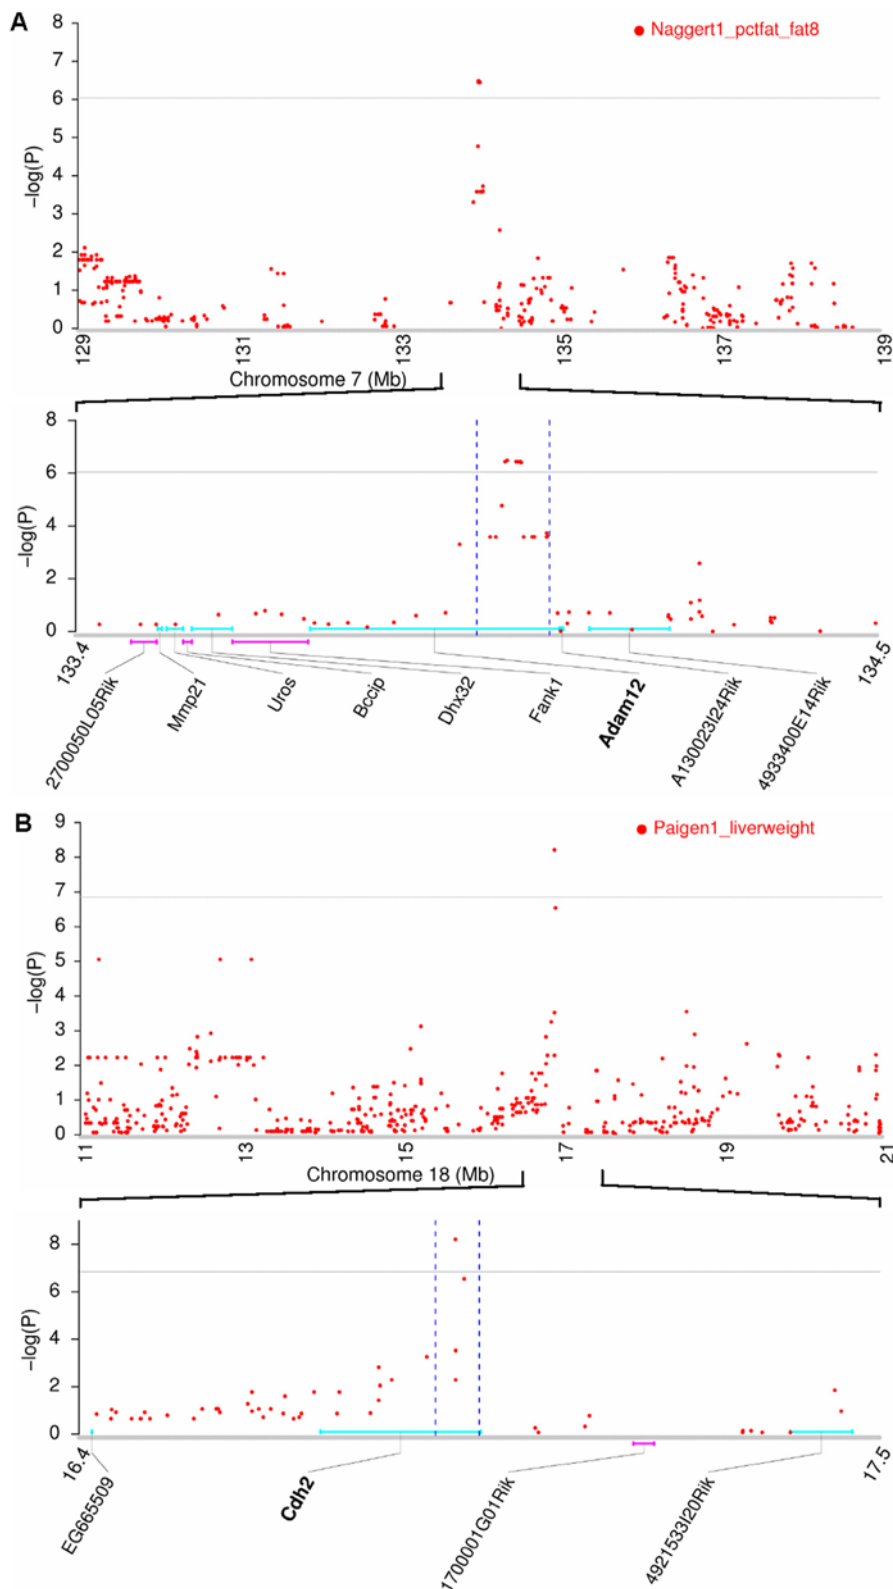 A
Naggert1_pctfat_fat8
8
7
6
5
4
3
2
1
0
−log(P)
129
131
133
135
137
139
Chromosome 7 (Mb)
8
6
4
2
0
−log(P)
133.4
134.5
2700050L05Rik
Mmp21
Uros
Bccip
Dhx32
Fank1
Adam12
A130023I24Rik
4933400E14Rik
B
Paigen1_liverweight
9
8
7
6
5
4
3
2
1
0
−log(P)
11
13
15
17
19
21
Chromosome 18 (Mb)
8
6
4
2
0
−log(P)
16.4
17.5
EG665509
Cdh2
1700001G01Rik
4921533I20Rik